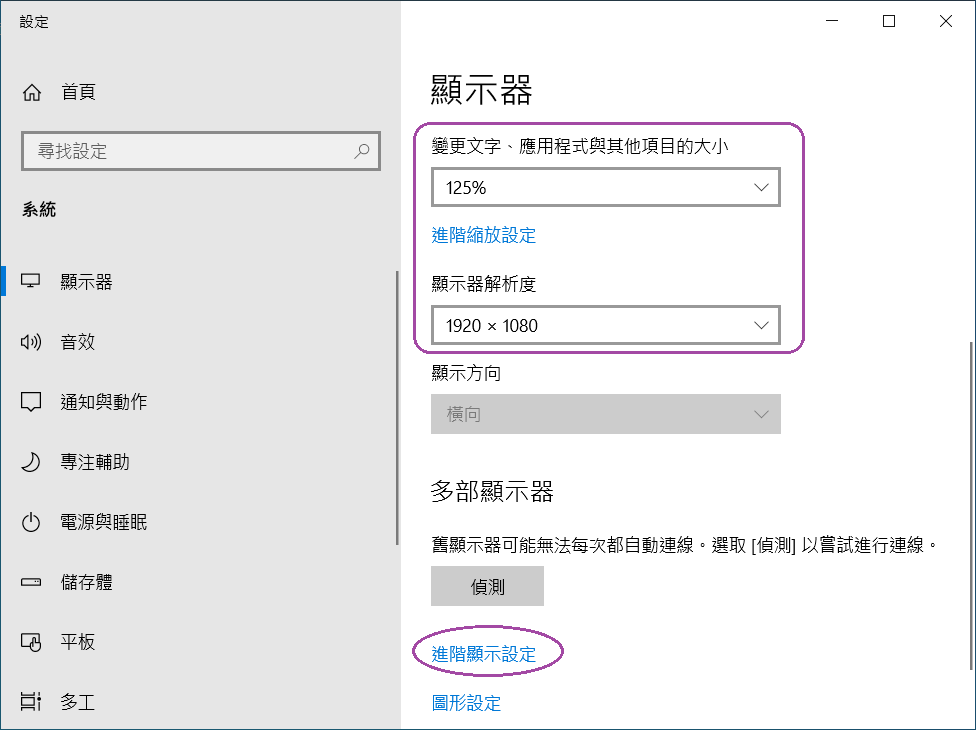 設定
首頁
尋找設定
系統
顯示器
音效
通知與動作
專注輔助
電源與睡眠
儲存體
平板
多工
顯示器
變更文字、應用程式與其他項目的大小
125%
進階縮放設定
顯示器解析度
1920 × 1080
顯示方向
橫向
多部顯示器
舊顯示器可能無法每次都自動連線。選取 [偵測] 以嘗試進行連線。
偵測
進階顯示設定
圖形設定